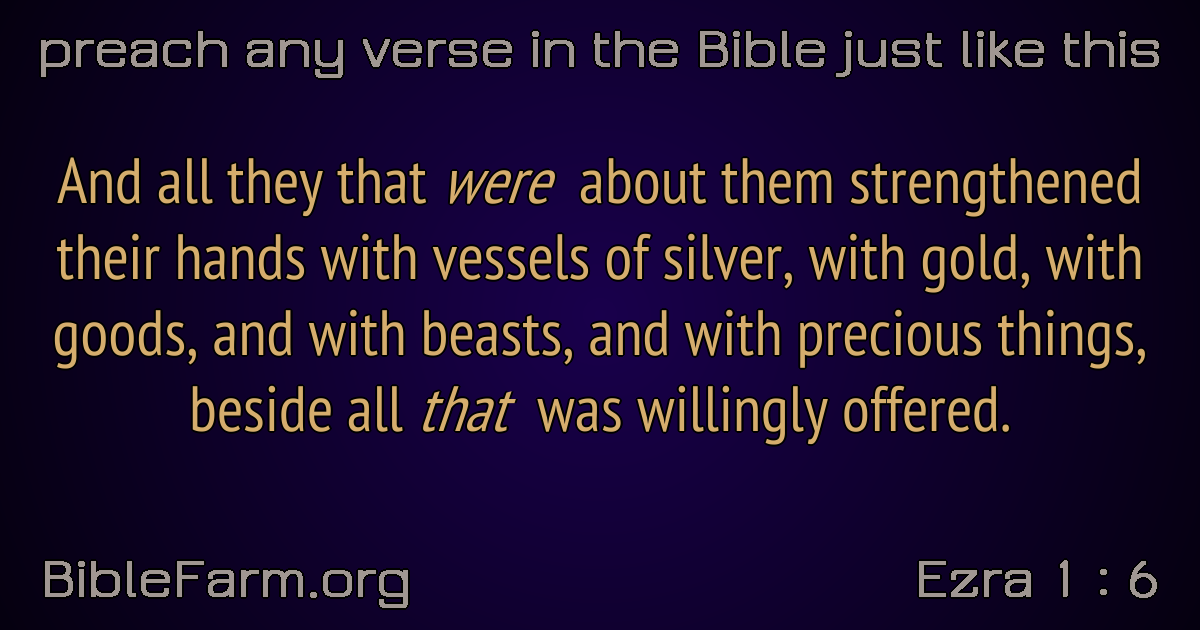 preach any verse in the Bible just like this
And all they that were about them strengthened
their hands with vessels of silver, with gold, with
goods, and with beasts, and with precious things,
beside all that was willingly offered.
BibleFarm.org
Ezra 1 : 6